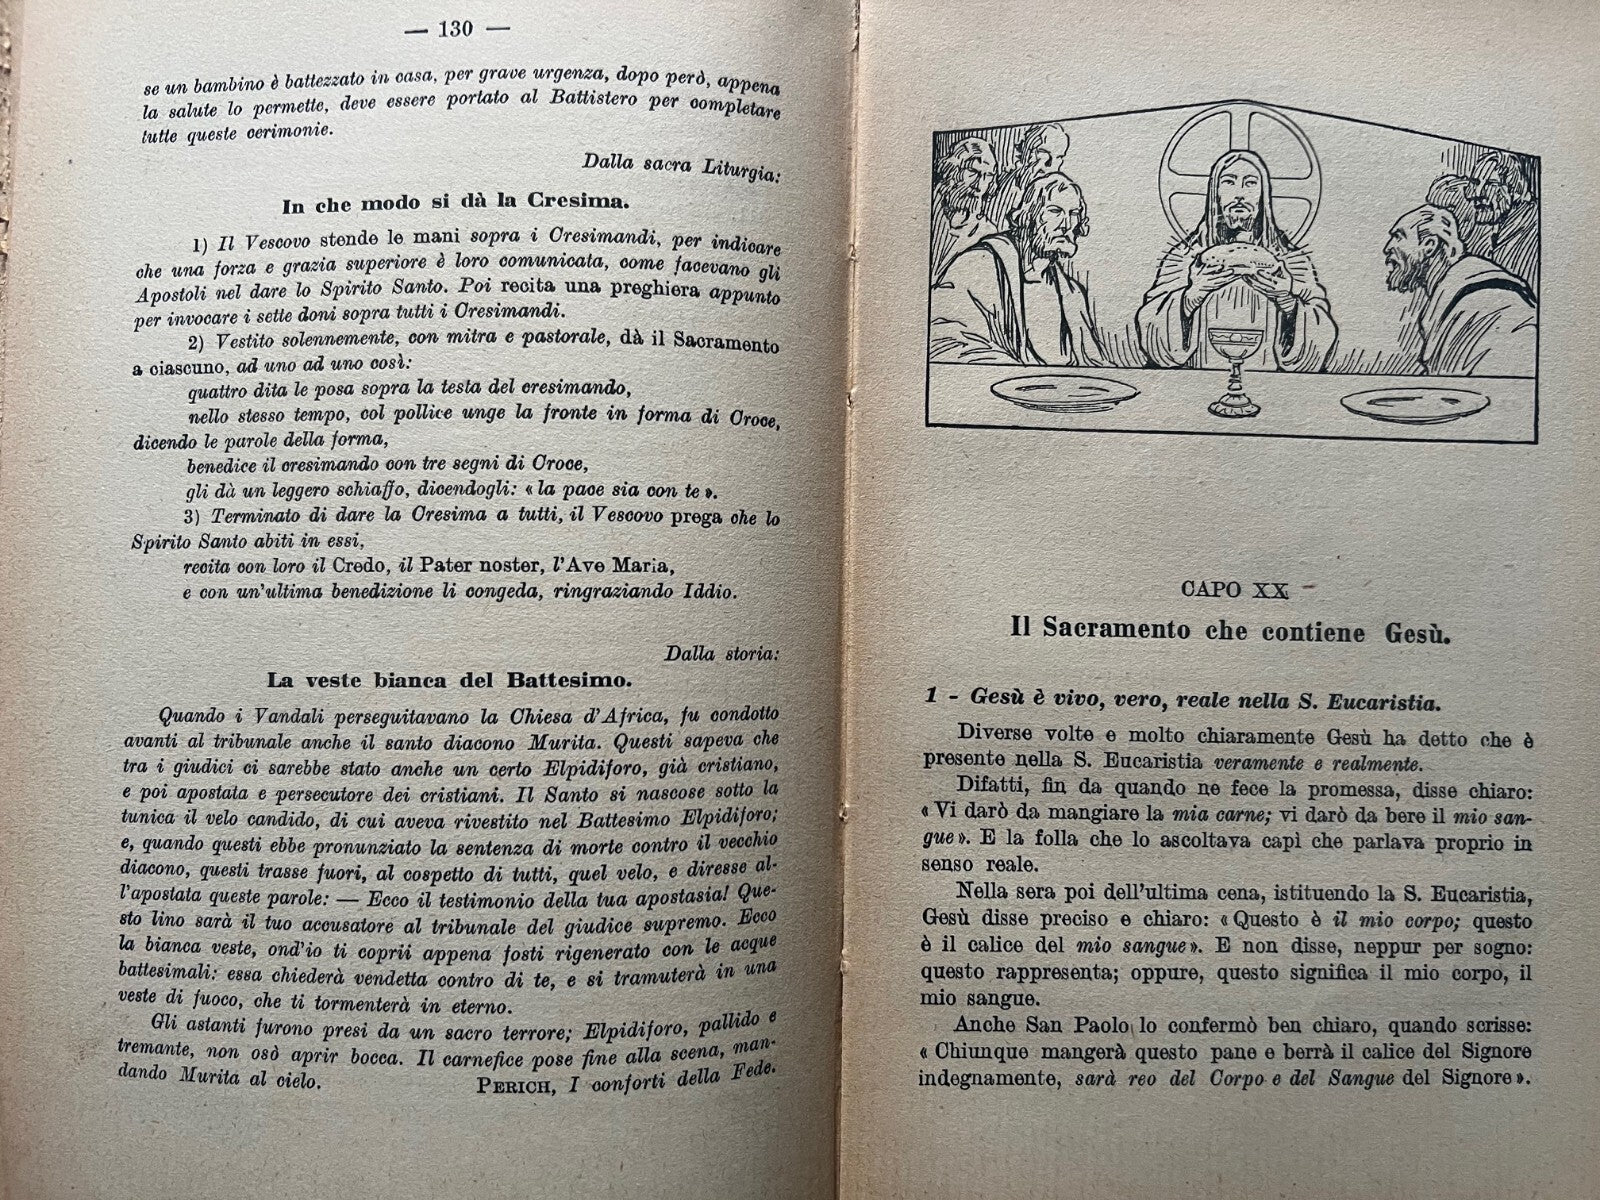 — 130 —
se un bambino è battezzato in casa, per grave urgenza, dopo però, appena
la salute lo permette, deve essere portato al Battistero per completare
tutte queste cerimonie.
Dalla sacra Liturgia:
In che modo si dà la Cresima.
1) Il Vescovo stende le mani sopra i Cresimandi, per indicare
che una forza e grazia superiore è loro comunicata, come facevano gli
Apostoli nel dare lo Spirito Santo. Poi recita una preghiera appunto
per invocare i sette doni sopra tutti i Cresimandi.
2) Vestito solennemente, con mitra e pastorale, dà il Sacramento
a ciascuno, ad uno ad uno così:
quattro dita le posa sopra la testa del cresimando,
nello stesso tempo, col pollice unge la fronte in forma di Croce,
dicendo le parole della forma,
benedice il cresimando con tre segni di Croce,
gli dà un leggero schiaffo, dicendogli: « la pace sia con te ».
3) Terminato di dare la Cresima a tutti, il Vescovo prega che lo
Spirito Santo abiti in essi,
recita con loro il Credo, il Pater noster, l'Ave Maria,
e con un'ultima benedizione li congeda, ringraziando Iddio.
Dalla storia:
La veste bianca del Battesimo.
Quando i Vandali perseguitavano la Chiesa d'Africa, fu condotto
avanti al tribunale anche il santo diacono Murita. Questi sapeva che
tra i giudici ci sarebbe stato anche un certo Elpidiforo, già cristiano,
e poi apostata e persecutore dei cristiani. Il Santo si nascose sotto la
tunica il velo candido, di cui aveva rivestito nel Battesimo Elpidiforo;
e, quando questi ebbe pronunziato la sentenza di morte contro il vecchio
diacono, questi trasse fuori, al cospetto di tutti, quel velo, e diresse al-
l'apostata queste parole: — Ecco il testimonio della tua apostasia! Que-
sto lino sarà il tuo accusatore al tribunale del giudice supremo. Ecco
la bianca veste, ond'io ti coprii appena fosti rigenerato con le acque
battesimali: essa chiederà vendetta contro di te, e si tramuterà in una
veste di fuoco, che ti tormenterà in eterno.
Gli astanti furono presi da un sacro terrore; Elpidiforo, pallido e
tremante, non osò aprir bocca. Il carnefice pose fine alla scena, man-
dando Murita al cielo. PERICH, I conforti della Fede.
CAPO XX
Il Sacramento che contiene Gesù.
1 - Gesù è vivo, vero, reale nella S. Eucaristia.
Diverse volte e molto chiaramente Gesù ha detto che è
presente nella S. Eucaristia veramente e realmente.
Difatti, fin da quando ne fece la promessa, disse chiaro:
« Vi darò da mangiare la mia carne; vi darò da bere il mio san-
gue ». E la folla che lo ascoltava capì che parlava proprio in
senso reale.
Nella sera poi dell'ultima cena, istituendo la S. Eucaristia,
Gesù disse preciso e chiaro: « Questo è il mio corpo; questo
è il calice del mio sangue ». E non disse, neppur per sogno:
questo rappresenta; oppure, questo significa il mio corpo, il
mio sangue.
Anche San Paolo lo confermò ben chiaro, quando scrisse:
« Chiunque mangerà questo pane e berrà il calice del Signore
indegnamente, sarà reo del Corpo e del Sangue del Signore ».